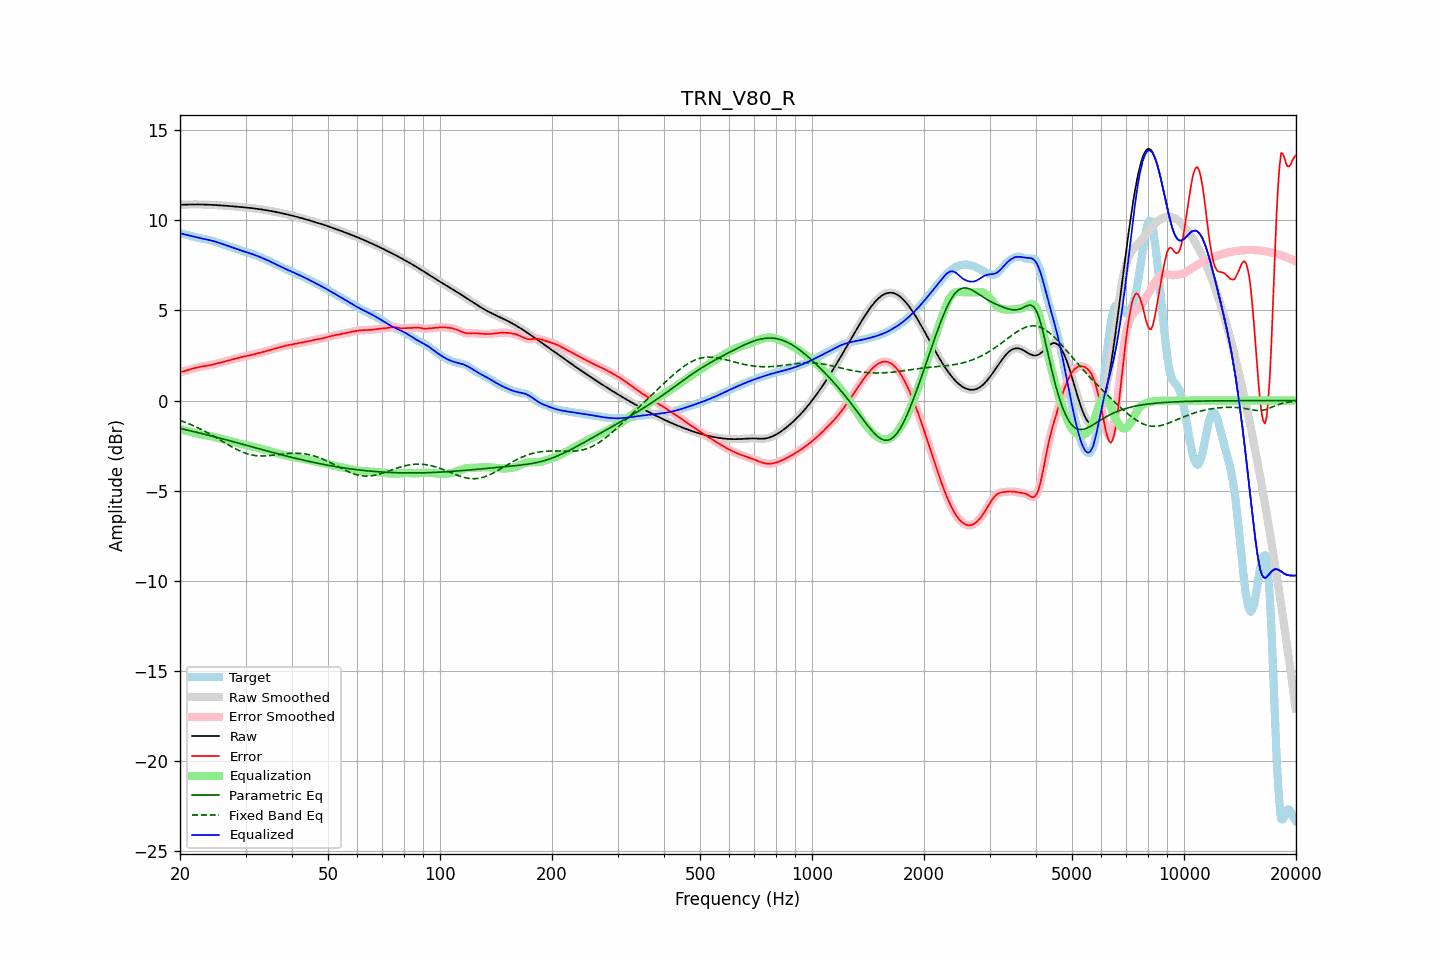 TRN_V80_R
15
10
5
0
−5
−10
−15
−20
−25
Amplitude (dBr)
Target
Raw Smoothed
Error Smoothed
Raw
Error
Equalization
Parametric Eq
Fixed Band Eq
Equalized
20 50 100 200 500 1000 2000 5000 10000 20000
Frequency (Hz)